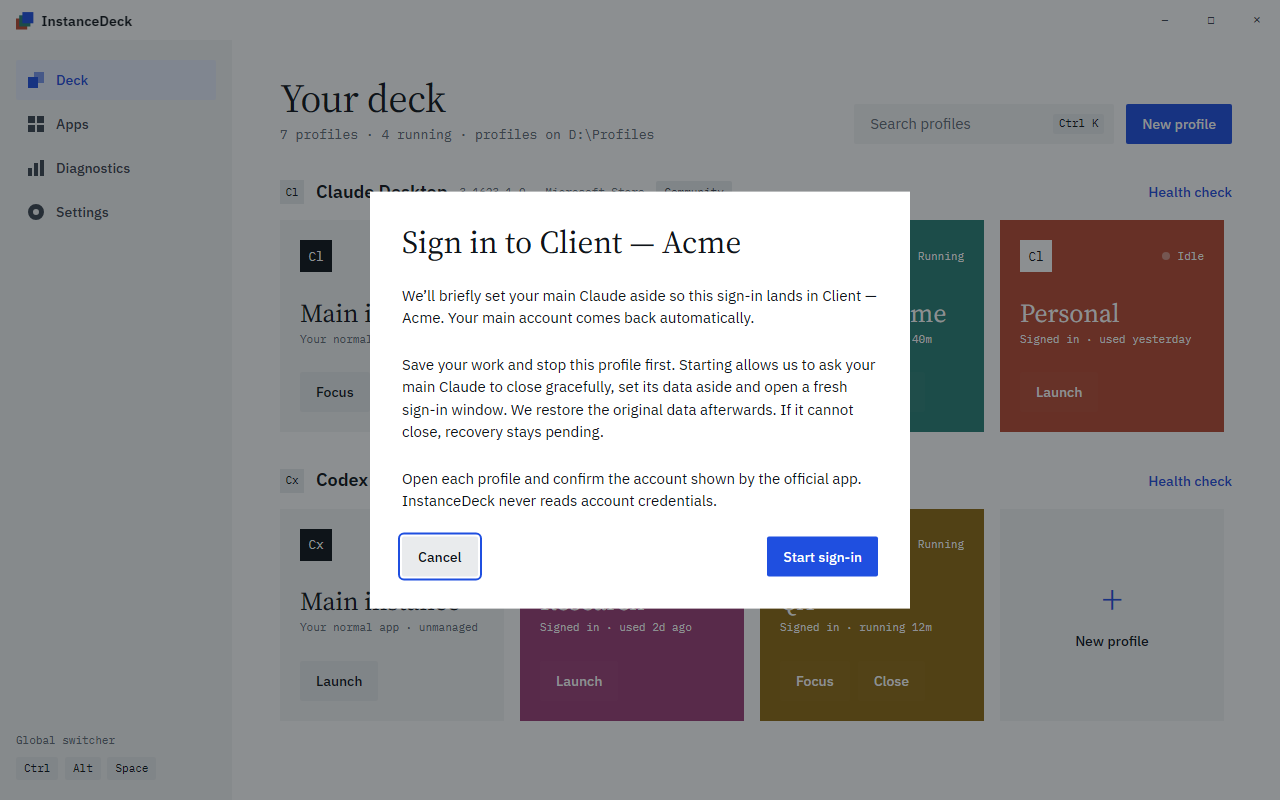 InstanceDeck
Deck
Apps
Diagnostics
Settings
Global switcher
Ctrl Alt Space
Your deck
7 profiles · 4 running · profiles on D:\Profiles
Search profiles
Ctrl K
New profile
Cl
Claude Desktop
Health check
Cl
Main
Your normal
Focus
Running
me
40m
Cl
Idle
Personal
Signed in · used yesterday
Launch
Sign in to Client — Acme
We’ll briefly set your main Claude aside so this sign-in lands in Client —
Acme. Your main account comes back automatically.
Save your work and stop this profile first. Starting allows us to ask your
main Claude to close gracefully, set its data aside and open a fresh
sign-in window. We restore the original data afterwards. If it cannot
close, recovery stays pending.
Open each profile and confirm the account shown by the official app.
InstanceDeck never reads account credentials.
Cancel
Start sign-in
Cx
Codex
Health check
Cx
Main instance
Your normal app · unmanaged
Launch
Research
Signed in · used 2d ago
Launch
Running
Signed in · running 12m
Focus
Close
New profile